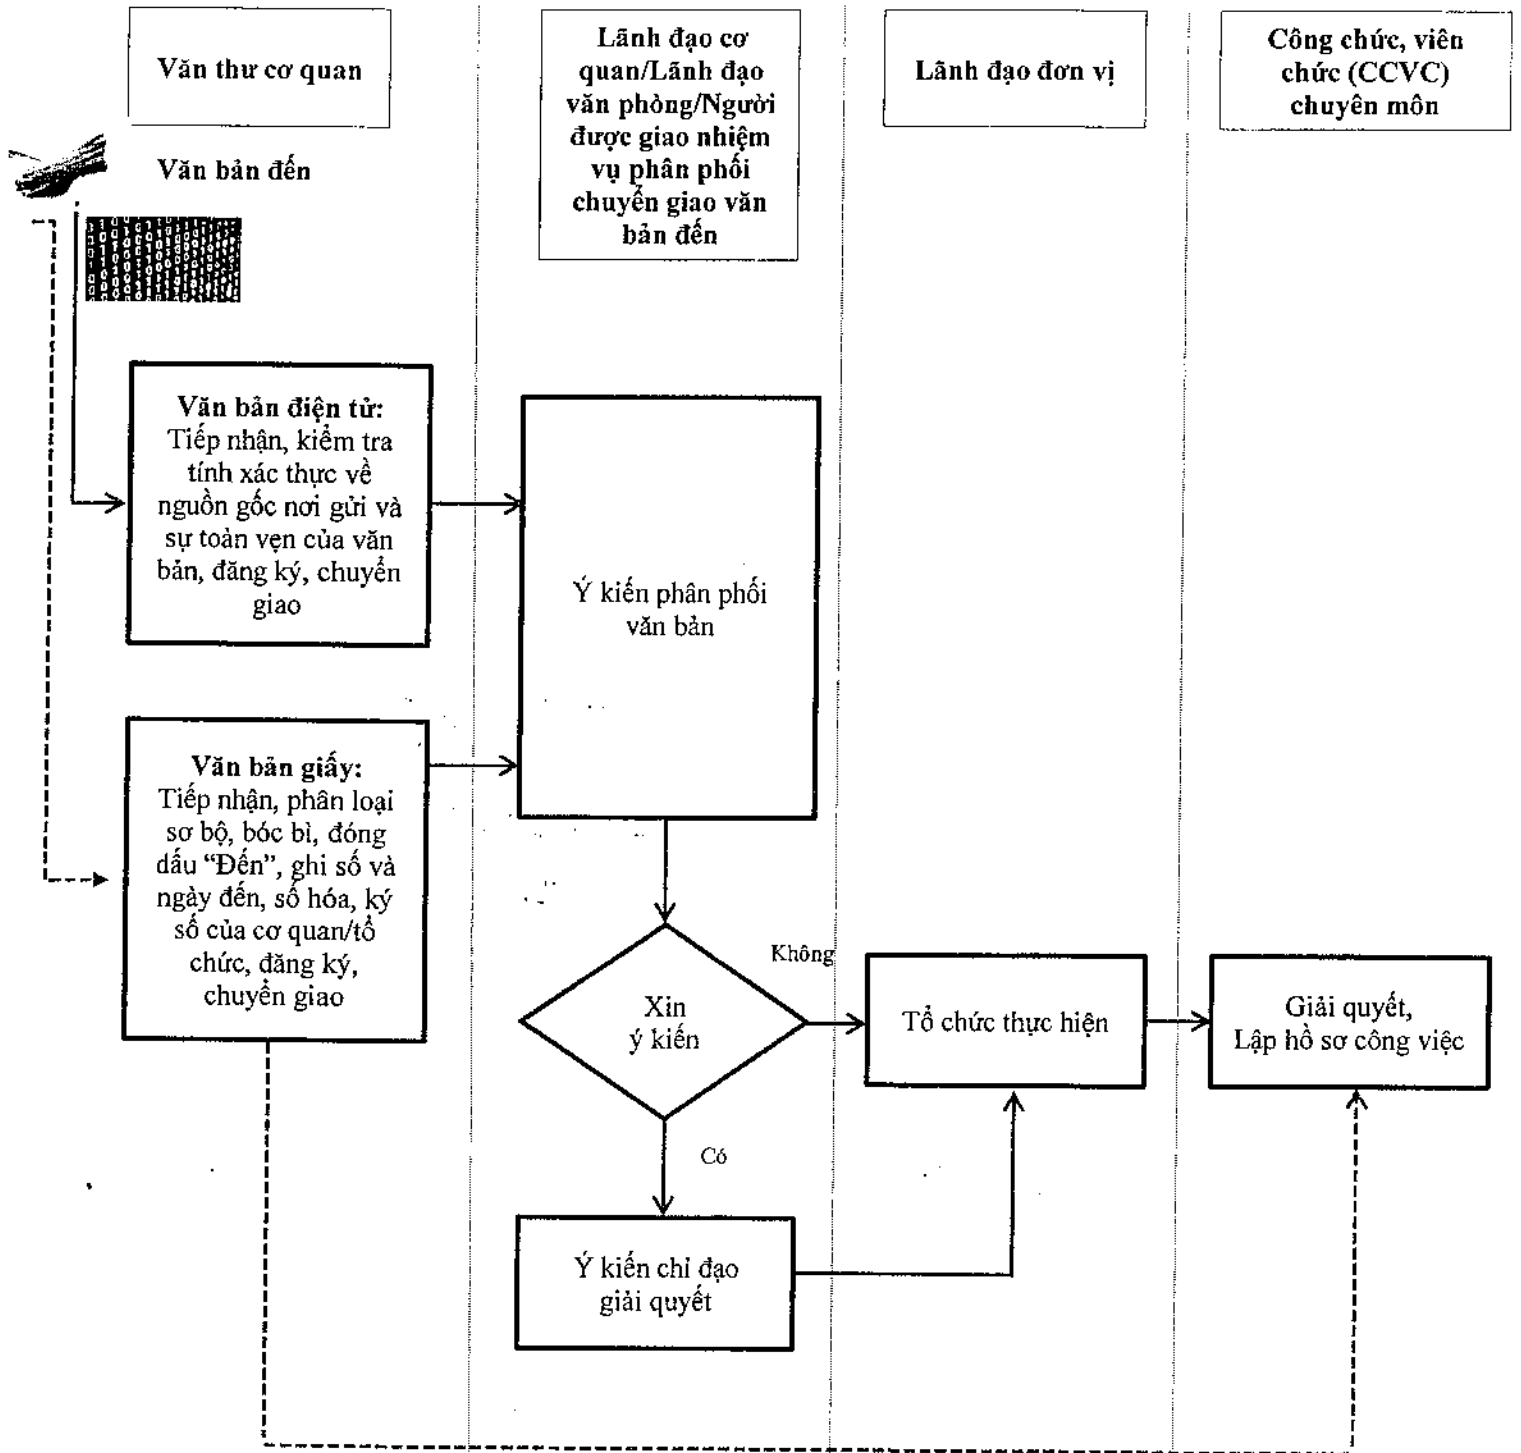 Văn thư cơ quan
Lãnh đạo cơ
quan/Lãnh đạo
văn phòng/Người
được giao nhiệm
vụ phân phối
chuyển giao văn
bản đến
Lãnh đạo đơn vị
Công chức, viên
chức (CCVC)
chuyên môn
Văn bản đến
Văn bản điện tử:
Tiếp nhận, kiểm tra
tính xác thực về
nguồn gốc nơi gửi và
sự toàn vẹn của văn
bản, đăng ký, chuyển
giao
Ý kiến phân phối
văn bản
Văn bản giấy:
Tiếp nhận, phân loại
sơ bộ, bóc bì, đóng
dấu “Đến”, ghi số và
ngày đến, số hóa, ký
số của cơ quan/tổ
chức, đăng ký,
chuyển giao
Xin
ý kiến
Không
Tổ chức thực hiện
Giải quyết,
Lập hồ sơ công việc
Có
Ý kiến chỉ đạo
giải quyết